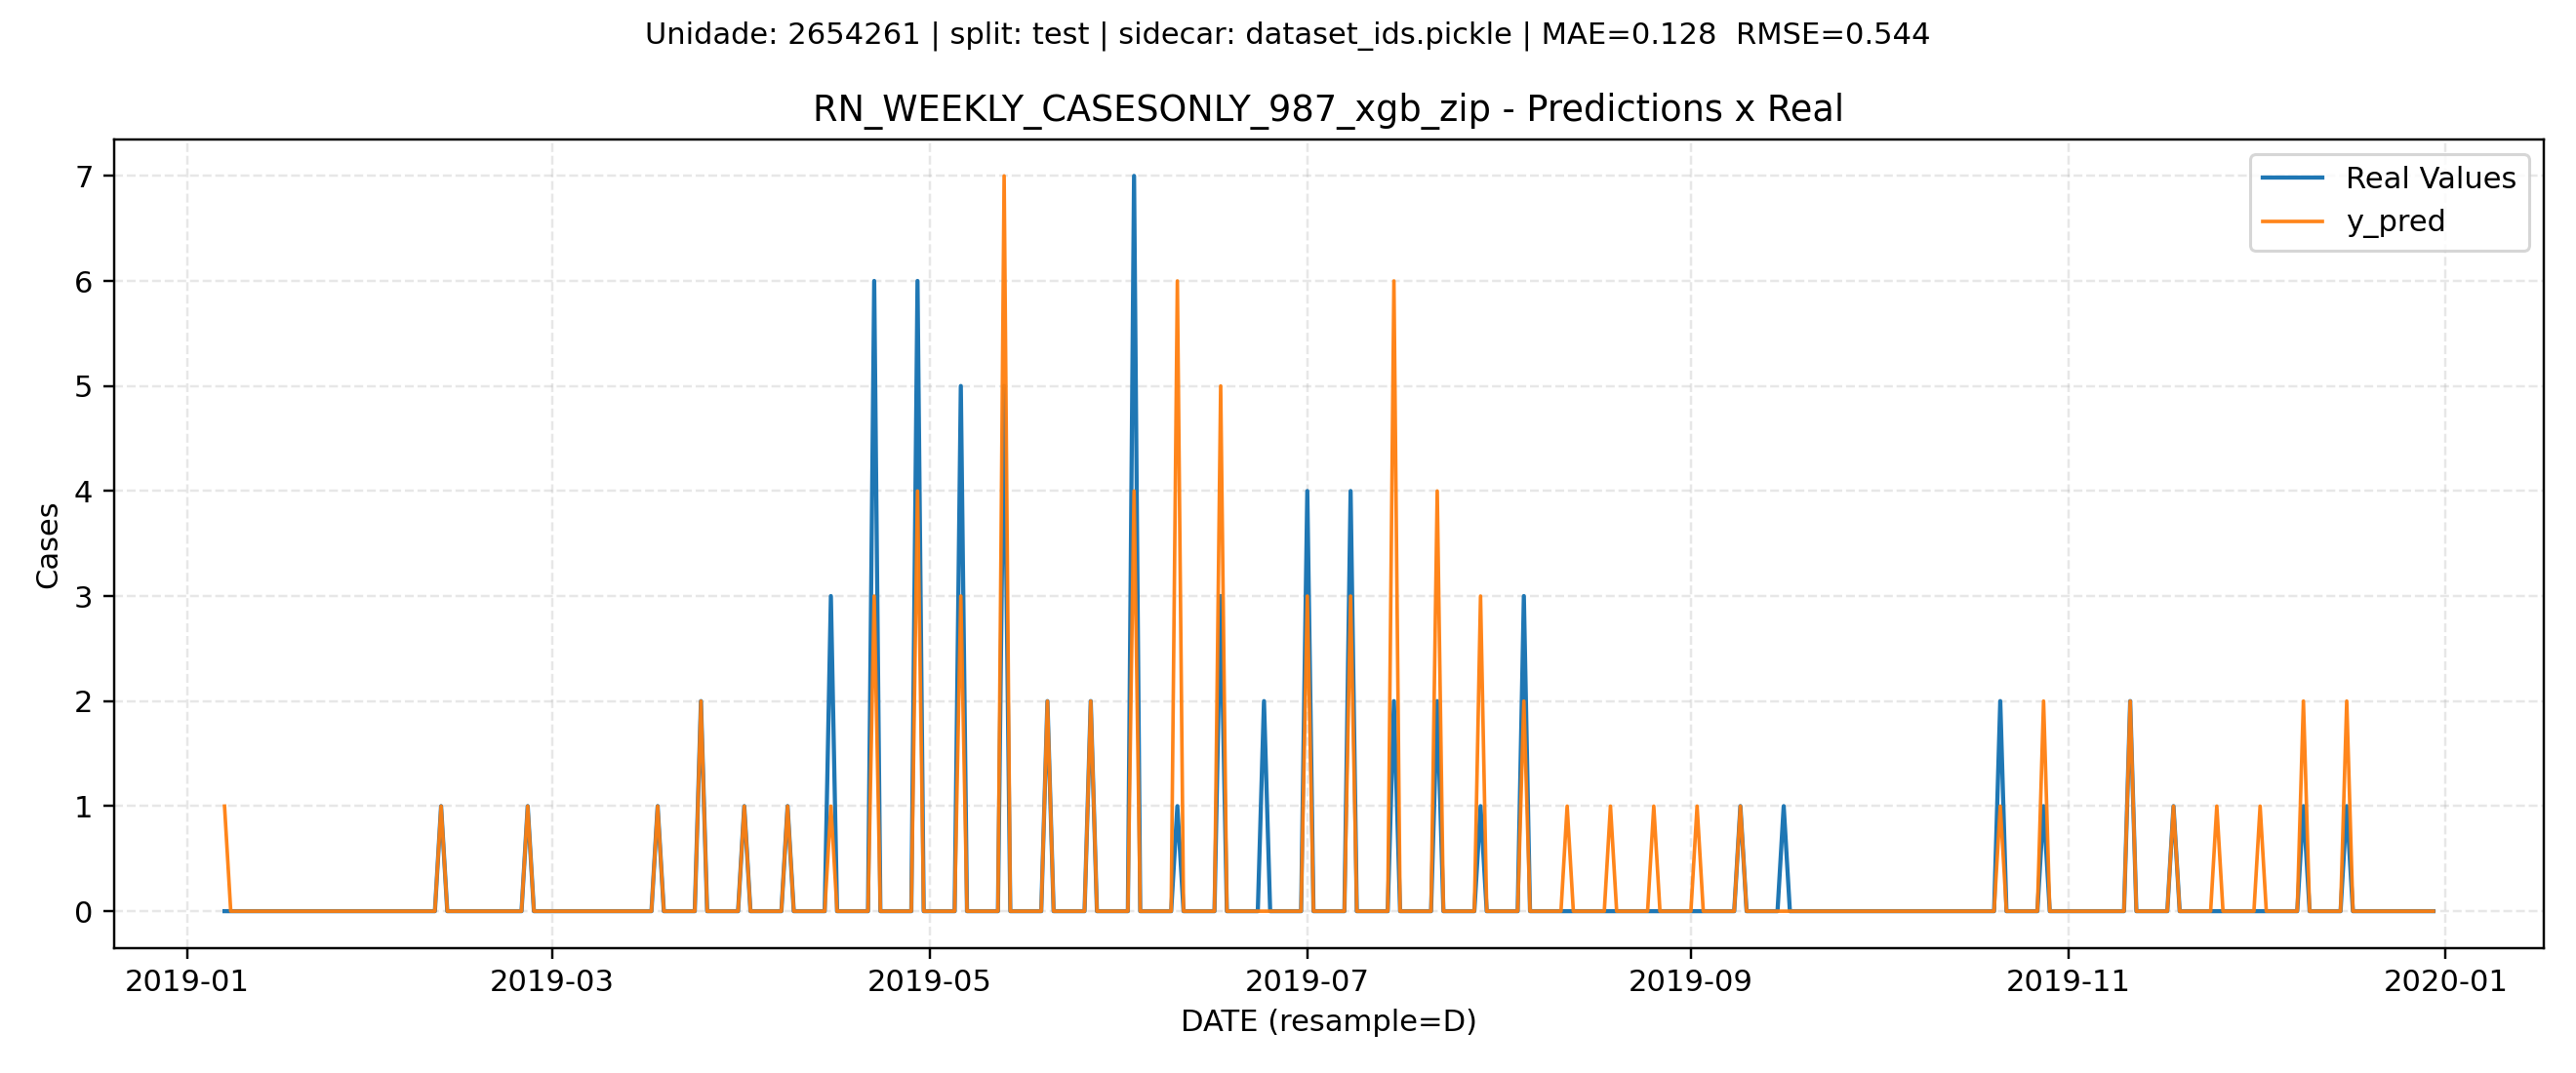 Unidade: 2654261 | split: test | sidecar: dataset_ids.pickle | MAE=0.128  RMSE=0.544
RN_WEEKLY_CASESONLY_987_xgb_zip - Predictions x Real
Real Values
y_pred
7
6
5
4
3
2
1
0
Cases
2019-01
2019-03
2019-05
2019-07
2019-09
2019-11
2020-01
DATE (resample=D)